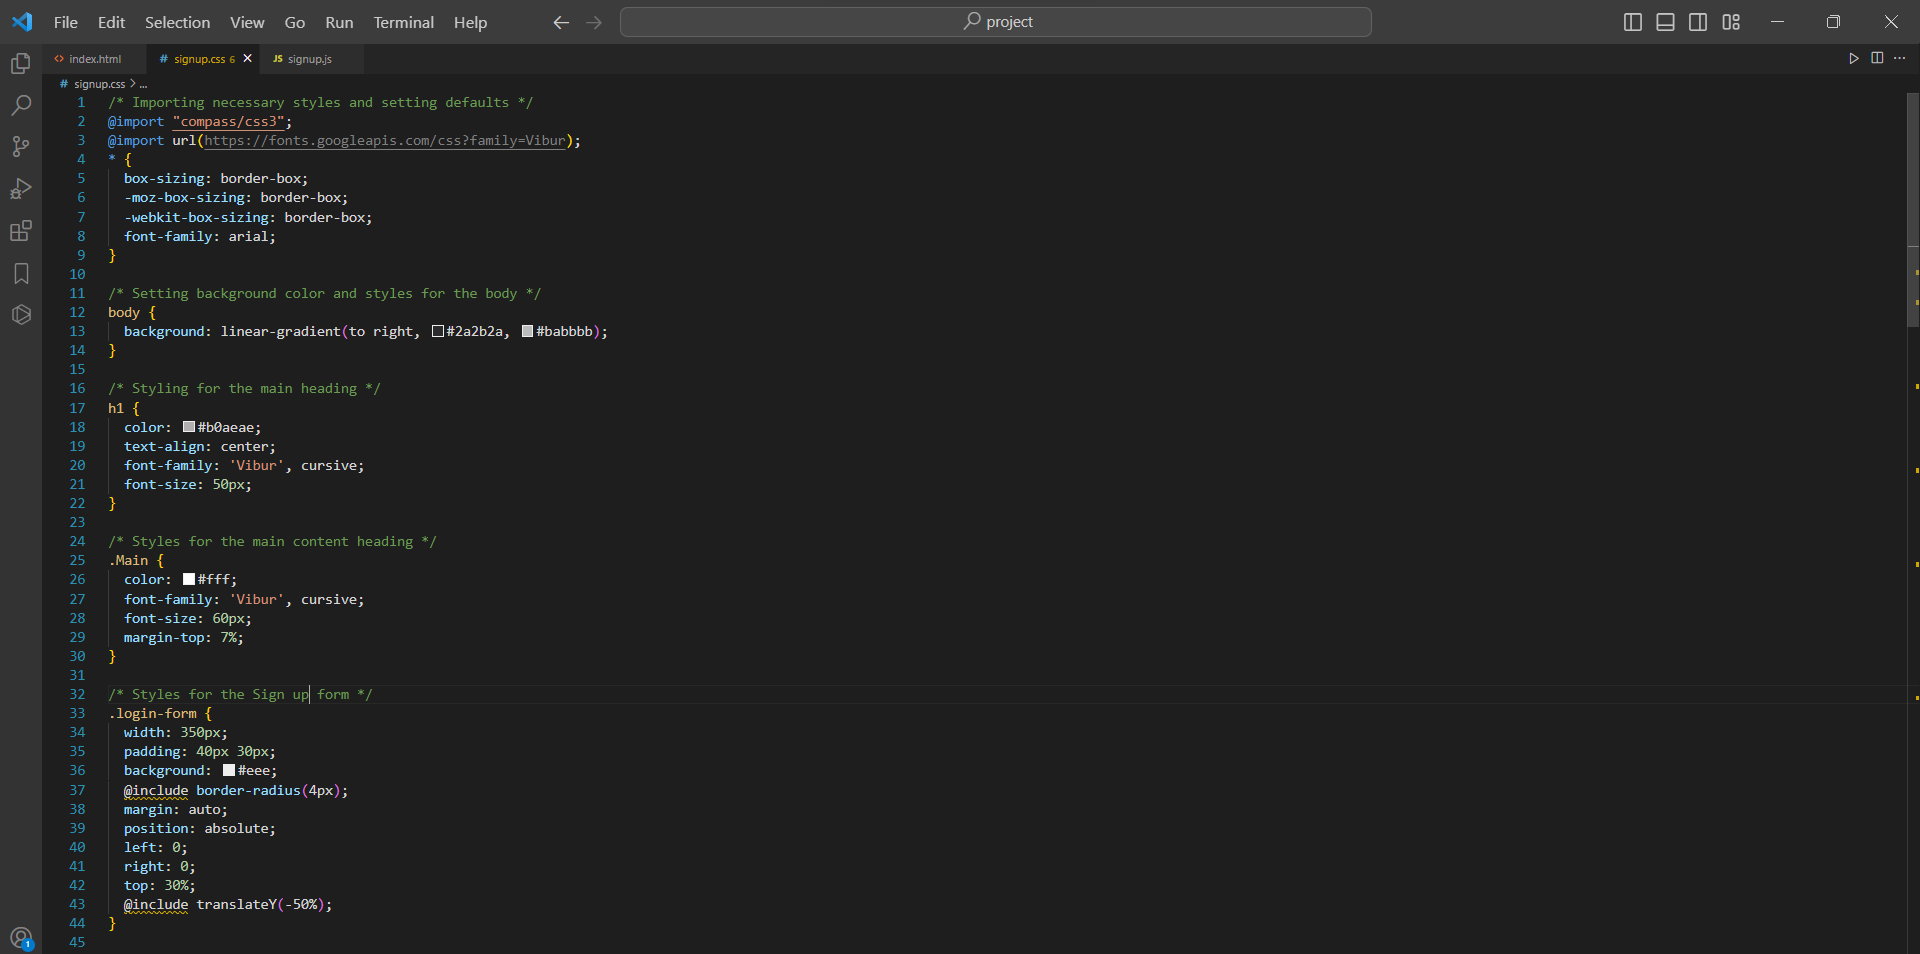 File Edit Selection View Go Run Terminal Help project
<> index.html # signup.css 6 JS signup.js
# signup.css > ...
1 /* Importing necessary styles and setting defaults */
2 @import "compass/css3";
3 @import url(https://fonts.googleapis.com/css?family=Vibur);
4 * {
5 box-sizing: border-box;
6 -moz-box-sizing: border-box;
7 -webkit-box-sizing: border-box;
8 font-family: arial;
9 }
10
11 /* Setting background color and styles for the body */
12 body {
13 background: linear-gradient(to right, #2a2b2a, #babbbb);
14 }
15
16 /* Styling for the main heading */
17 h1 {
18 color: #b0aeae;
19 text-align: center;
20 font-family: 'Vibur', cursive;
21 font-size: 50px;
22 }
23
24 /* Styles for the main content heading */
25 .Main {
26 color: #fff;
27 font-family: 'Vibur', cursive;
28 font-size: 60px;
29 margin-top: 7%;
30 }
31
32 /* Styles for the Sign up form */
33 .login-form {
34 width: 350px;
35 padding: 40px 30px;
36 background: #eee;
37 @include border-radius(4px);
38 margin: auto;
39 position: absolute;
40 left: 0;
41 right: 0;
42 top: 30%;
43 @include translateY(-50%);
44 }
45
1